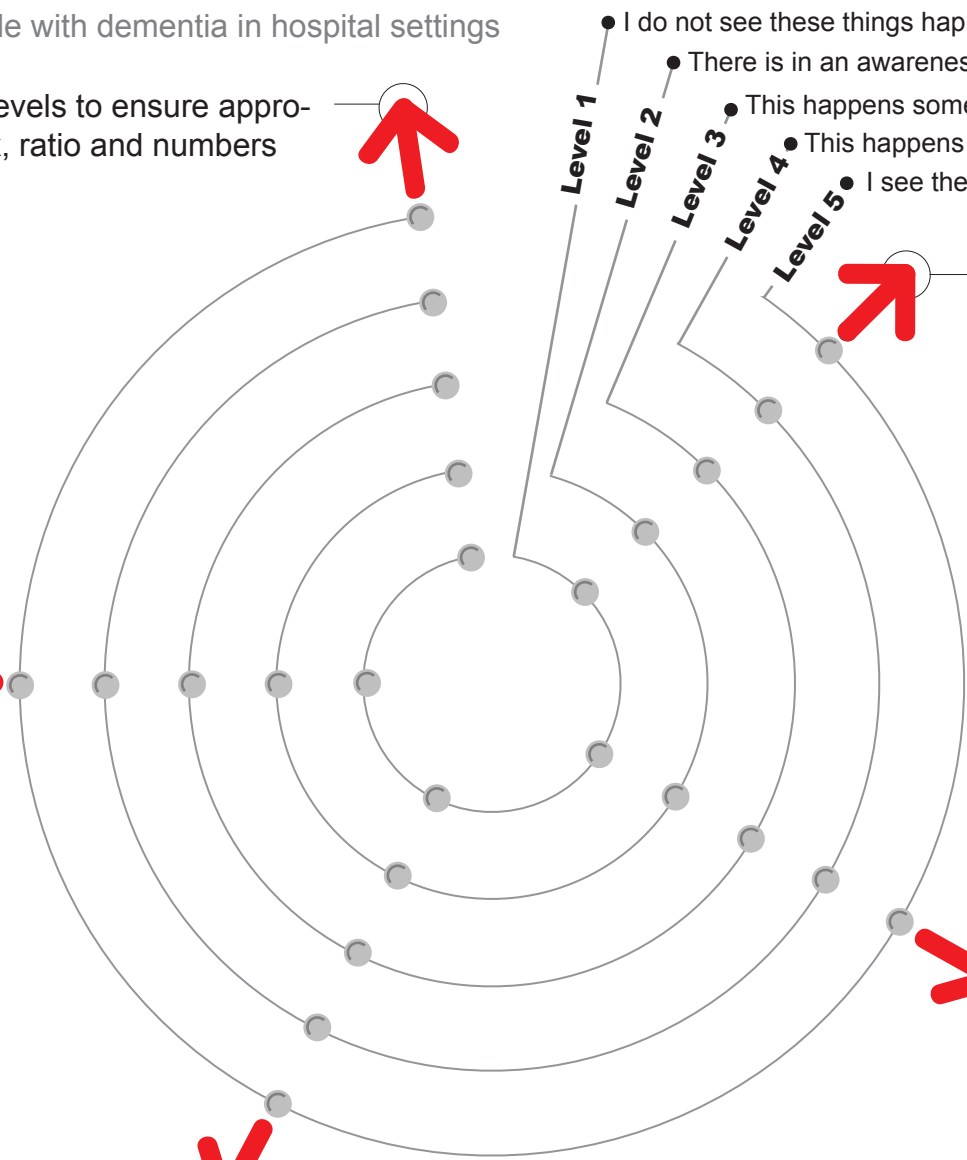 le with dementia in hospital settings
evels to ensure appro-
, ratio and numbers
I do not see these things hap
There is in an awarenes
This happens some
This happens
I see the
Level 1
Level 2
Level 3
Level 4
Level 5